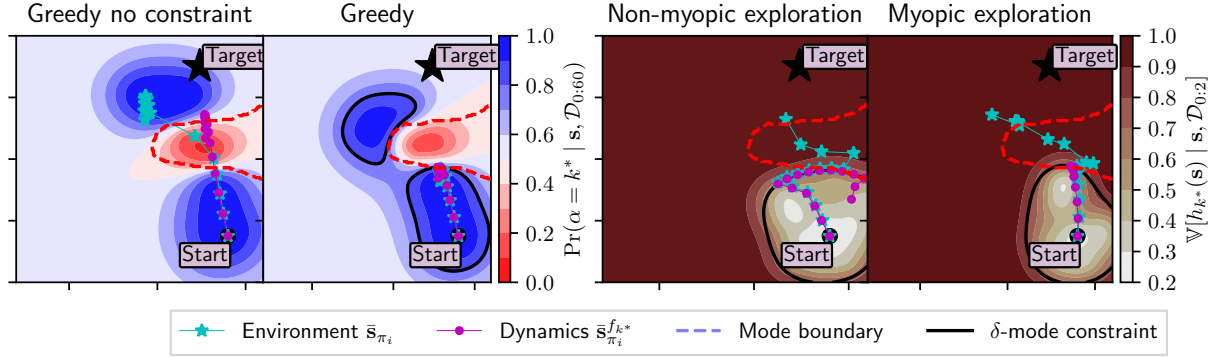 Greedy no constraint
Greedy
Non-myopic exploration
Myopic exploration
Target
Start
Target
Start
1.0
0.8
0.6
0.4
0.2
0.0
Pr(α = k* | s, 𝒟₀:₆₀)
Target
Start
Target
Start
1.0
0.9
0.8
0.7
0.6
0.5
0.4
0.3
0.2
𝕍[hₖ*(s) | s, 𝒟₀:₂]
Environment s̄_{π_i}
Dynamics s̄^{f_{k*}}_{π_i}
Mode boundary
δ-mode constraint